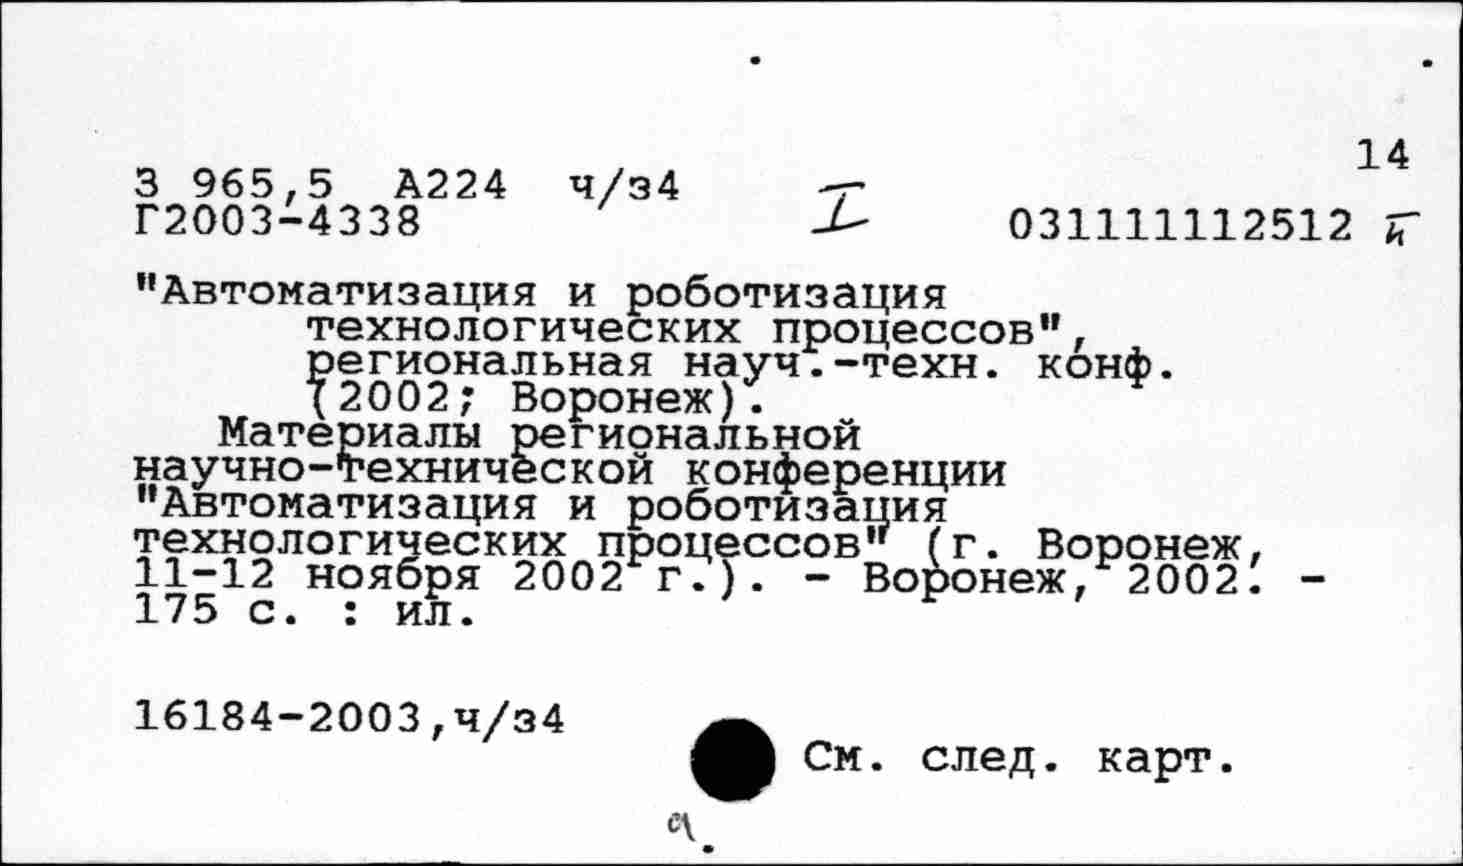 14
З 965,5 А224 ч/з4
Г2003-4338 I 031111112512
"Автоматизация и роботизация
технологических процессов",
региональная науч.-техн. конф.
(2002; Воронеж).
Материалы региональной
научно-технической конференции
"Автоматизация и роботизация
технологических процессов" (г. Воронеж,
11-12 ноября 2002 г.). - Воронеж, 2002. -
175 с. : ил.
16184-2003,ч/з4
См. след. карт.